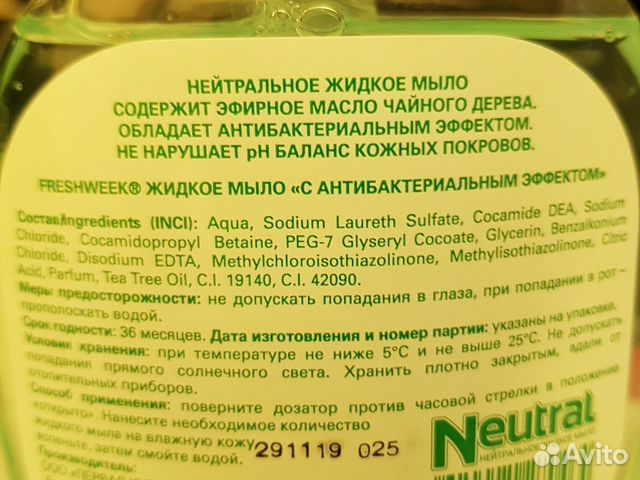 НЕЙТРАЛЬНОЕ ЖИДКОЕ МЫЛО
СОДЕРЖИТ ЭФИРНОЕ МАСЛО ЧАЙНОГО ДЕРЕВА.
ОБЛАДАЕТ АНТИБАКТЕРИАЛЬНЫМ ЭФФЕКТОМ.
НЕ НАРУШАЕТ pH БАЛАНС КОЖНЫХ ПОКРОВОВ.
FRESHWEEK® ЖИДКОЕ МЫЛО «С АНТИБАКТЕРИАЛЬНЫМ ЭФФЕКТОМ»
Состав/Ingredients (INCI): Aqua, Sodium Laureth Sulfate, Cocamide DEA, Sodium
Chloride, Cocamidopropyl Betaine, PEG-7 Glyseryl Cocoate, Glycerin, Benzalkonium
Chloride, Disodium EDTA, Methylchloroisothiazolinone, Methylisothiazolinone, Citric
Acid, Parfum, Tea Tree Oil, C.I. 19140, C.I. 42090.
Меры предосторожности: не допускать попадания в глаза, при попадании в рот –
прополоскать водой.
Срок годности: 36 месяцев. Дата изготовления и номер партии: указаны на упаковке.
Условия хранения: при температуре не ниже 5°С и не выше 25°С. Не допускать
попадания прямого солнечного света. Хранить плотно закрытым, вдали от
отопительных приборов.
Способ применения: поверните дозатор против часовой стрелки в положение
«открыто». Нанесите необходимое количество
жидкого мыла на влажную кожу,
вспеньте, затем смойте водой.
291119 025
Производитель:
ООО «ПЕРВАЯ
Neutral
НЕЙТРАЛЬНОЕ ЖИДКОЕ МЫЛО
Avito